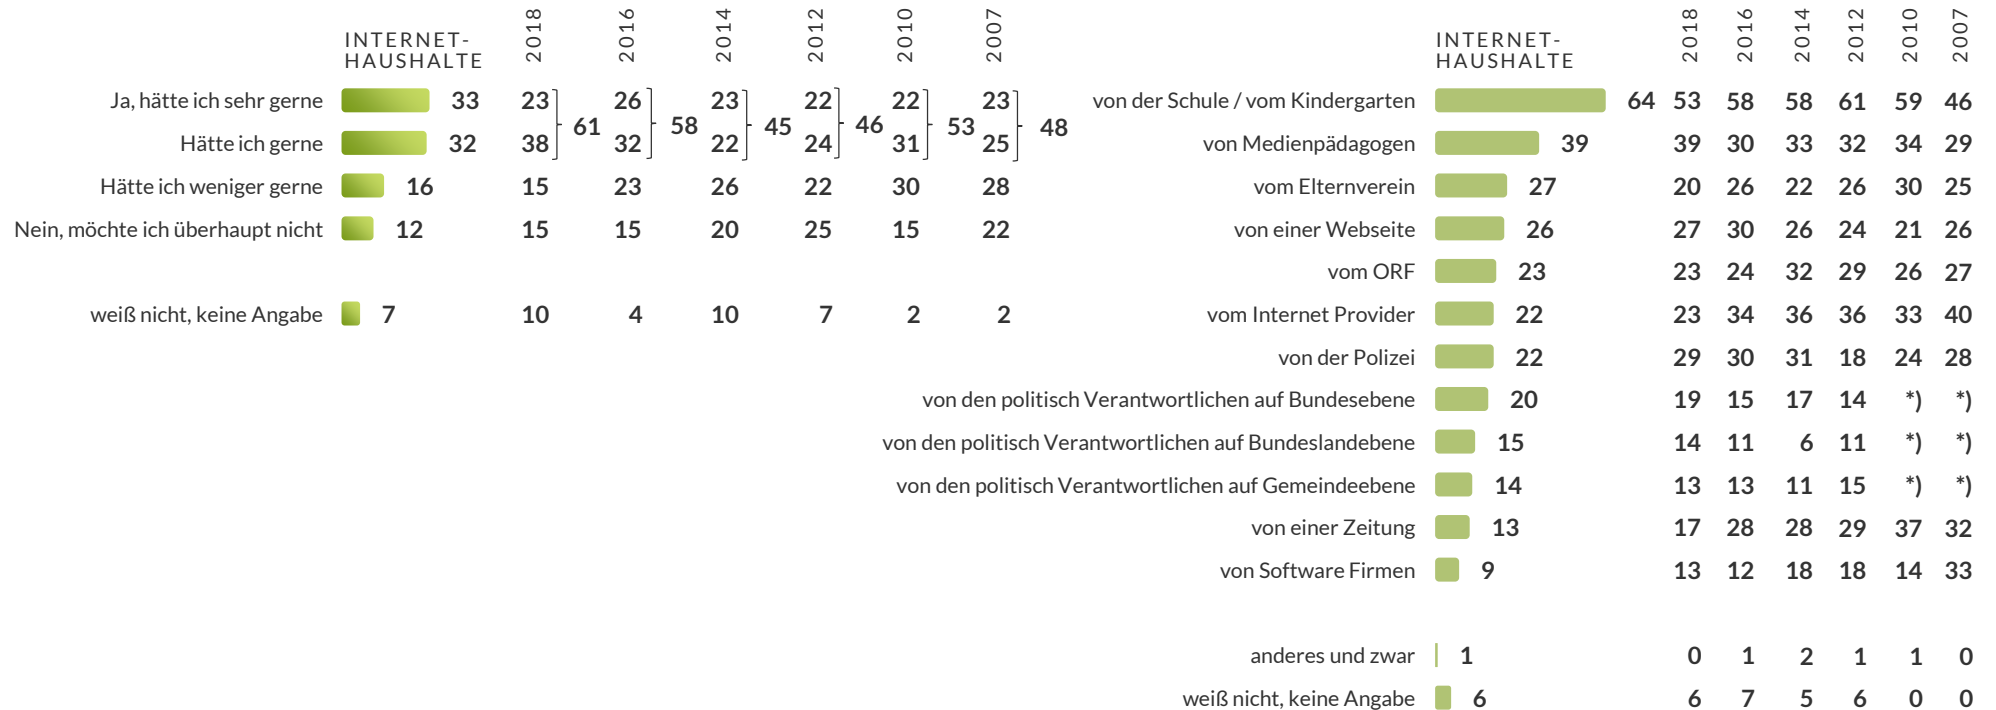 INTERNET-
HAUSHALTE 2018 2016 2014 2012 2010 2007
Ja, hätte ich sehr gerne 33 23 26 23 22 22 23
61 58 45 46 53 48
Hätte ich gerne 32 38 32 22 24 31 25
Hätte ich weniger gerne 16 15 23 26 22 30 28
Nein, möchte ich überhaupt nicht 12 15 15 20 25 15 22
weiß nicht, keine Angabe 7 10 4 10 7 2 2
INTERNET-
HAUSHALTE 2018 2016 2014 2012 2010 2007
von der Schule / vom Kindergarten 64 53 58 58 61 59 46
von Medienpädagogen 39 39 30 33 32 34 29
vom Elternverein 27 20 26 22 26 30 25
von einer Webseite 26 27 30 26 24 21 26
vom ORF 23 23 24 32 29 26 27
vom Internet Provider 22 23 34 36 36 33 40
von der Polizei 22 29 30 31 18 24 28
von den politisch Verantwortlichen auf Bundesebene 20 19 15 17 14 *) *)
von den politisch Verantwortlichen auf Bundeslandebene 15 14 11 6 11 *) *)
von den politisch Verantwortlichen auf Gemeindeebene 14 13 13 11 15 *) *)
von einer Zeitung 13 17 28 28 29 37 32
von Software Firmen 9 13 12 18 18 14 33
anderes und zwar 1 0 1 2 1 1 0
weiß nicht, keine Angabe 6 6 7 5 6 0 0